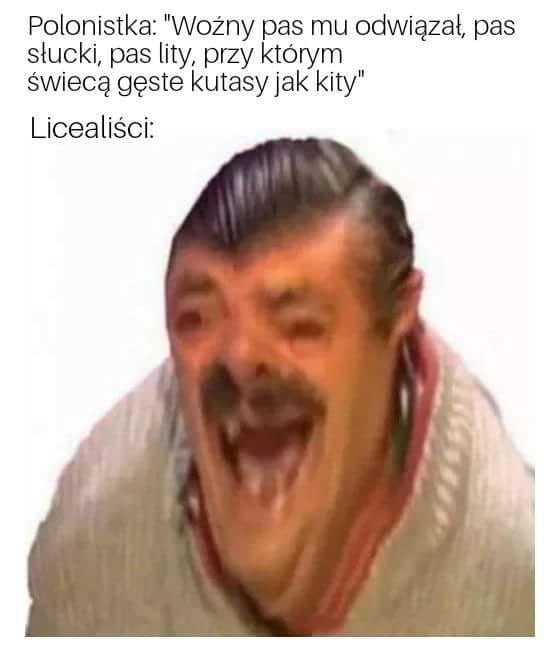 Polonistka: "Woźny pas mu odwiązał, pas
słucki, pas lity, przy którym
świecą gęste kutasy jak kity"
Licealiści: